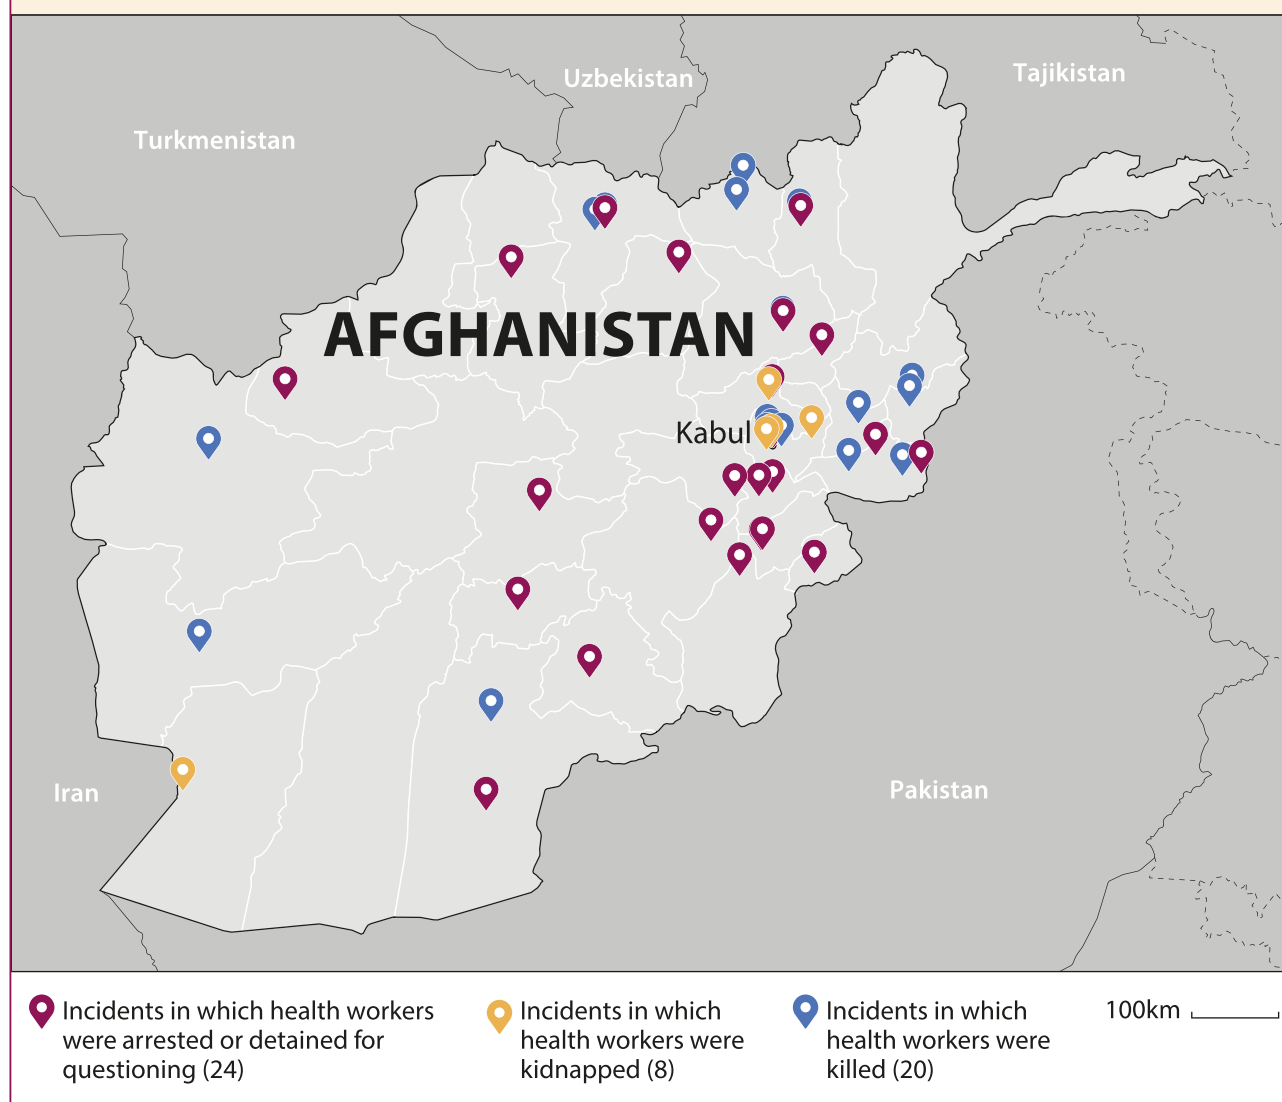 Uzbekistan
Tajikistan
Turkmenistan
AFGHANISTAN
Kabul
Iran
Pakistan
Incidents in which health workers
were arrested or detained for
questioning (24)
Incidents in which
health workers were
kidnapped (8)
Incidents in which
health workers were
killed (20)
100km